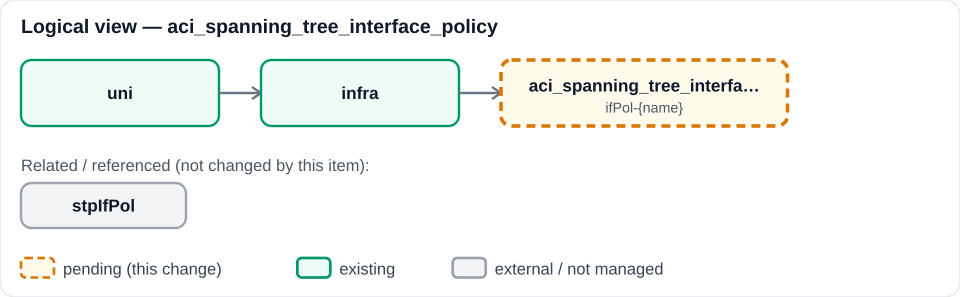 Logical view — aci_spanning_tree_interface_policy
uni
infra
aci_spanning_tree_interfa…
ifPol-{name}
Related / referenced (not changed by this item):
stpIfPol
pending (this change)
existing
external / not managed